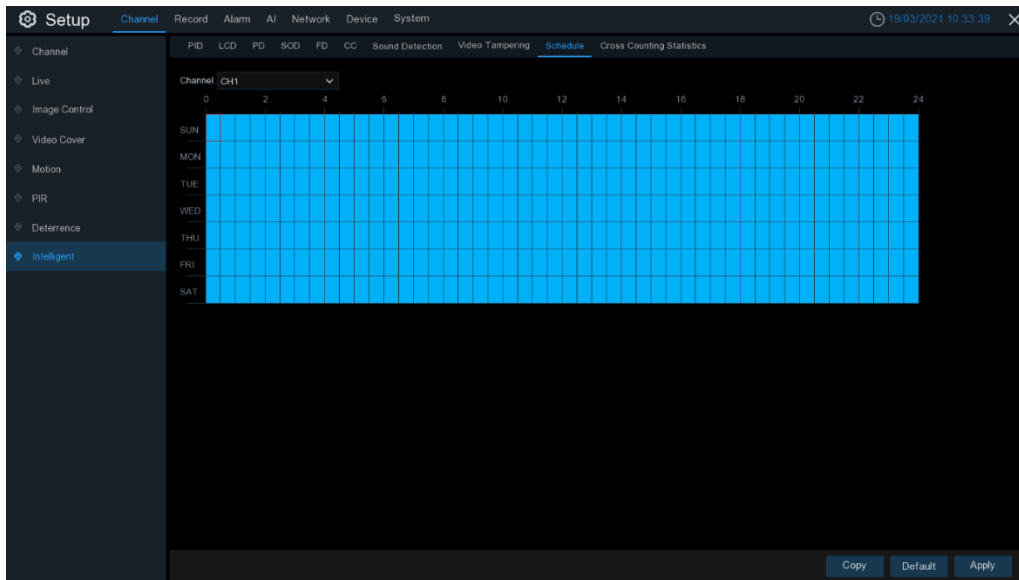 Setup Channel Record Alarm AI Network Device System 19/03/2021 10:33:39
PID LCD PD SOD FD CC Sound Detection Video Tampering Schedule Cross Counting Statistics
Channel
Live
Image Control
Video Cover
Motion
PIR
Deterrence
Intelligent
Channel CH1
0 2 4 6 8 10 12 14 16 18 20 22 24
SUN
MON
TUE
WED
THU
FRI
SAT
Copy Default Apply